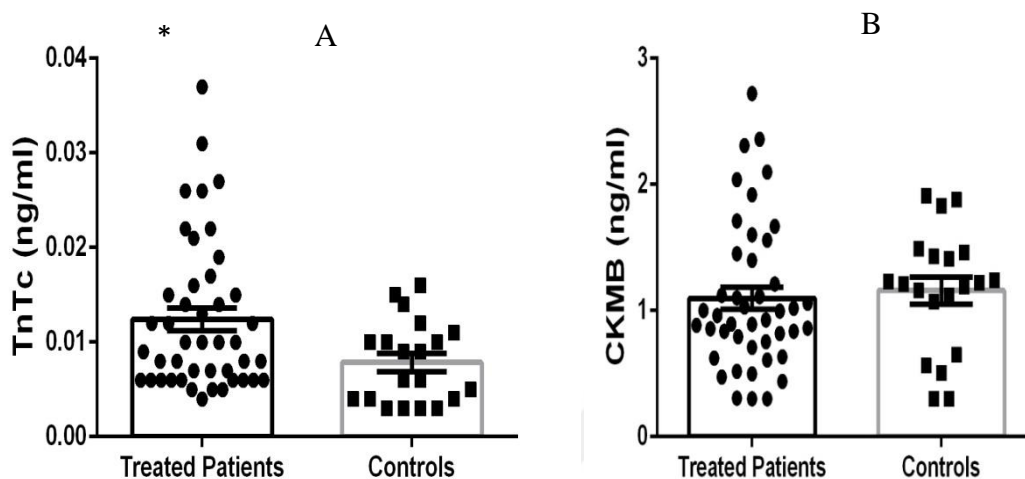 * A
B
0.04
0.03
0.02
0.01
0.00
TnTc (ng/ml)
Treated Patients Controls
3
2
1
0
CKMB (ng/ml)
Treated Patients Controls